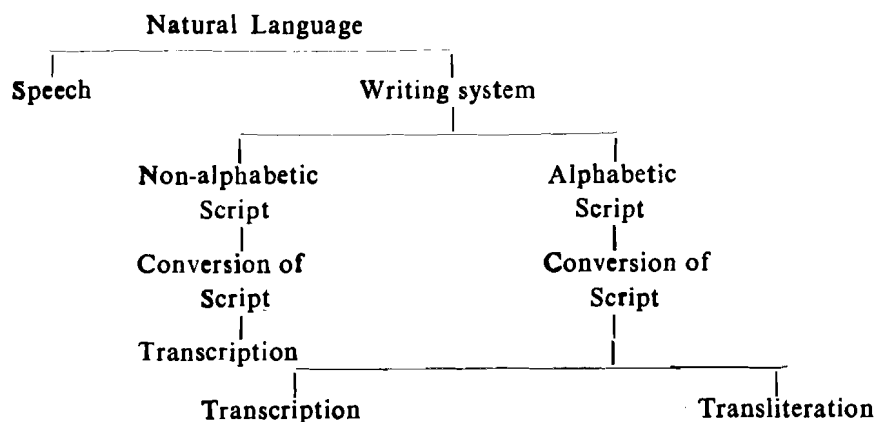 Natural Language
Speech Writing system
Non-alphabetic Alphabetic
Script Script
Conversion of Conversion of
Script Script
Transcription
Transcription Transliteration